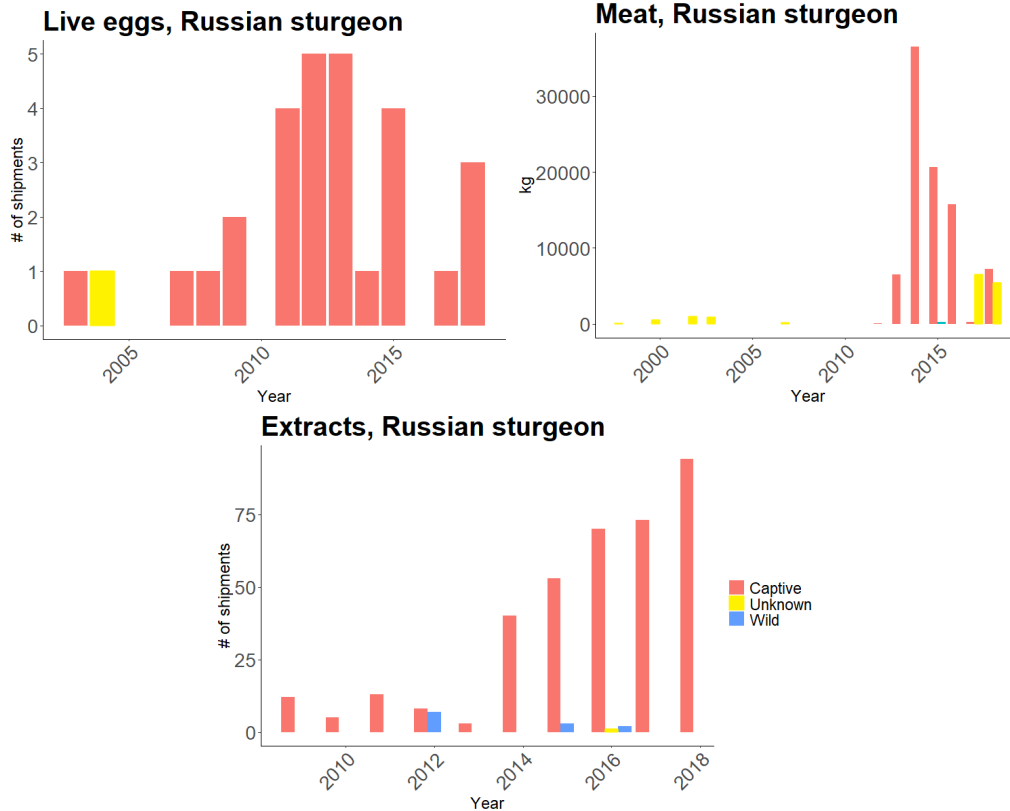 Live eggs, Russian sturgeon
# of shipments
5
4
3
2
1
0
2005
2010
2015
Year
Meat, Russian sturgeon
kg
30000
20000
10000
0
2000
2005
2010
2015
Year
Extracts, Russian sturgeon
# of shipments
75
50
25
0
2010
2012
2014
2016
2018
Year
Captive
Unknown
Wild